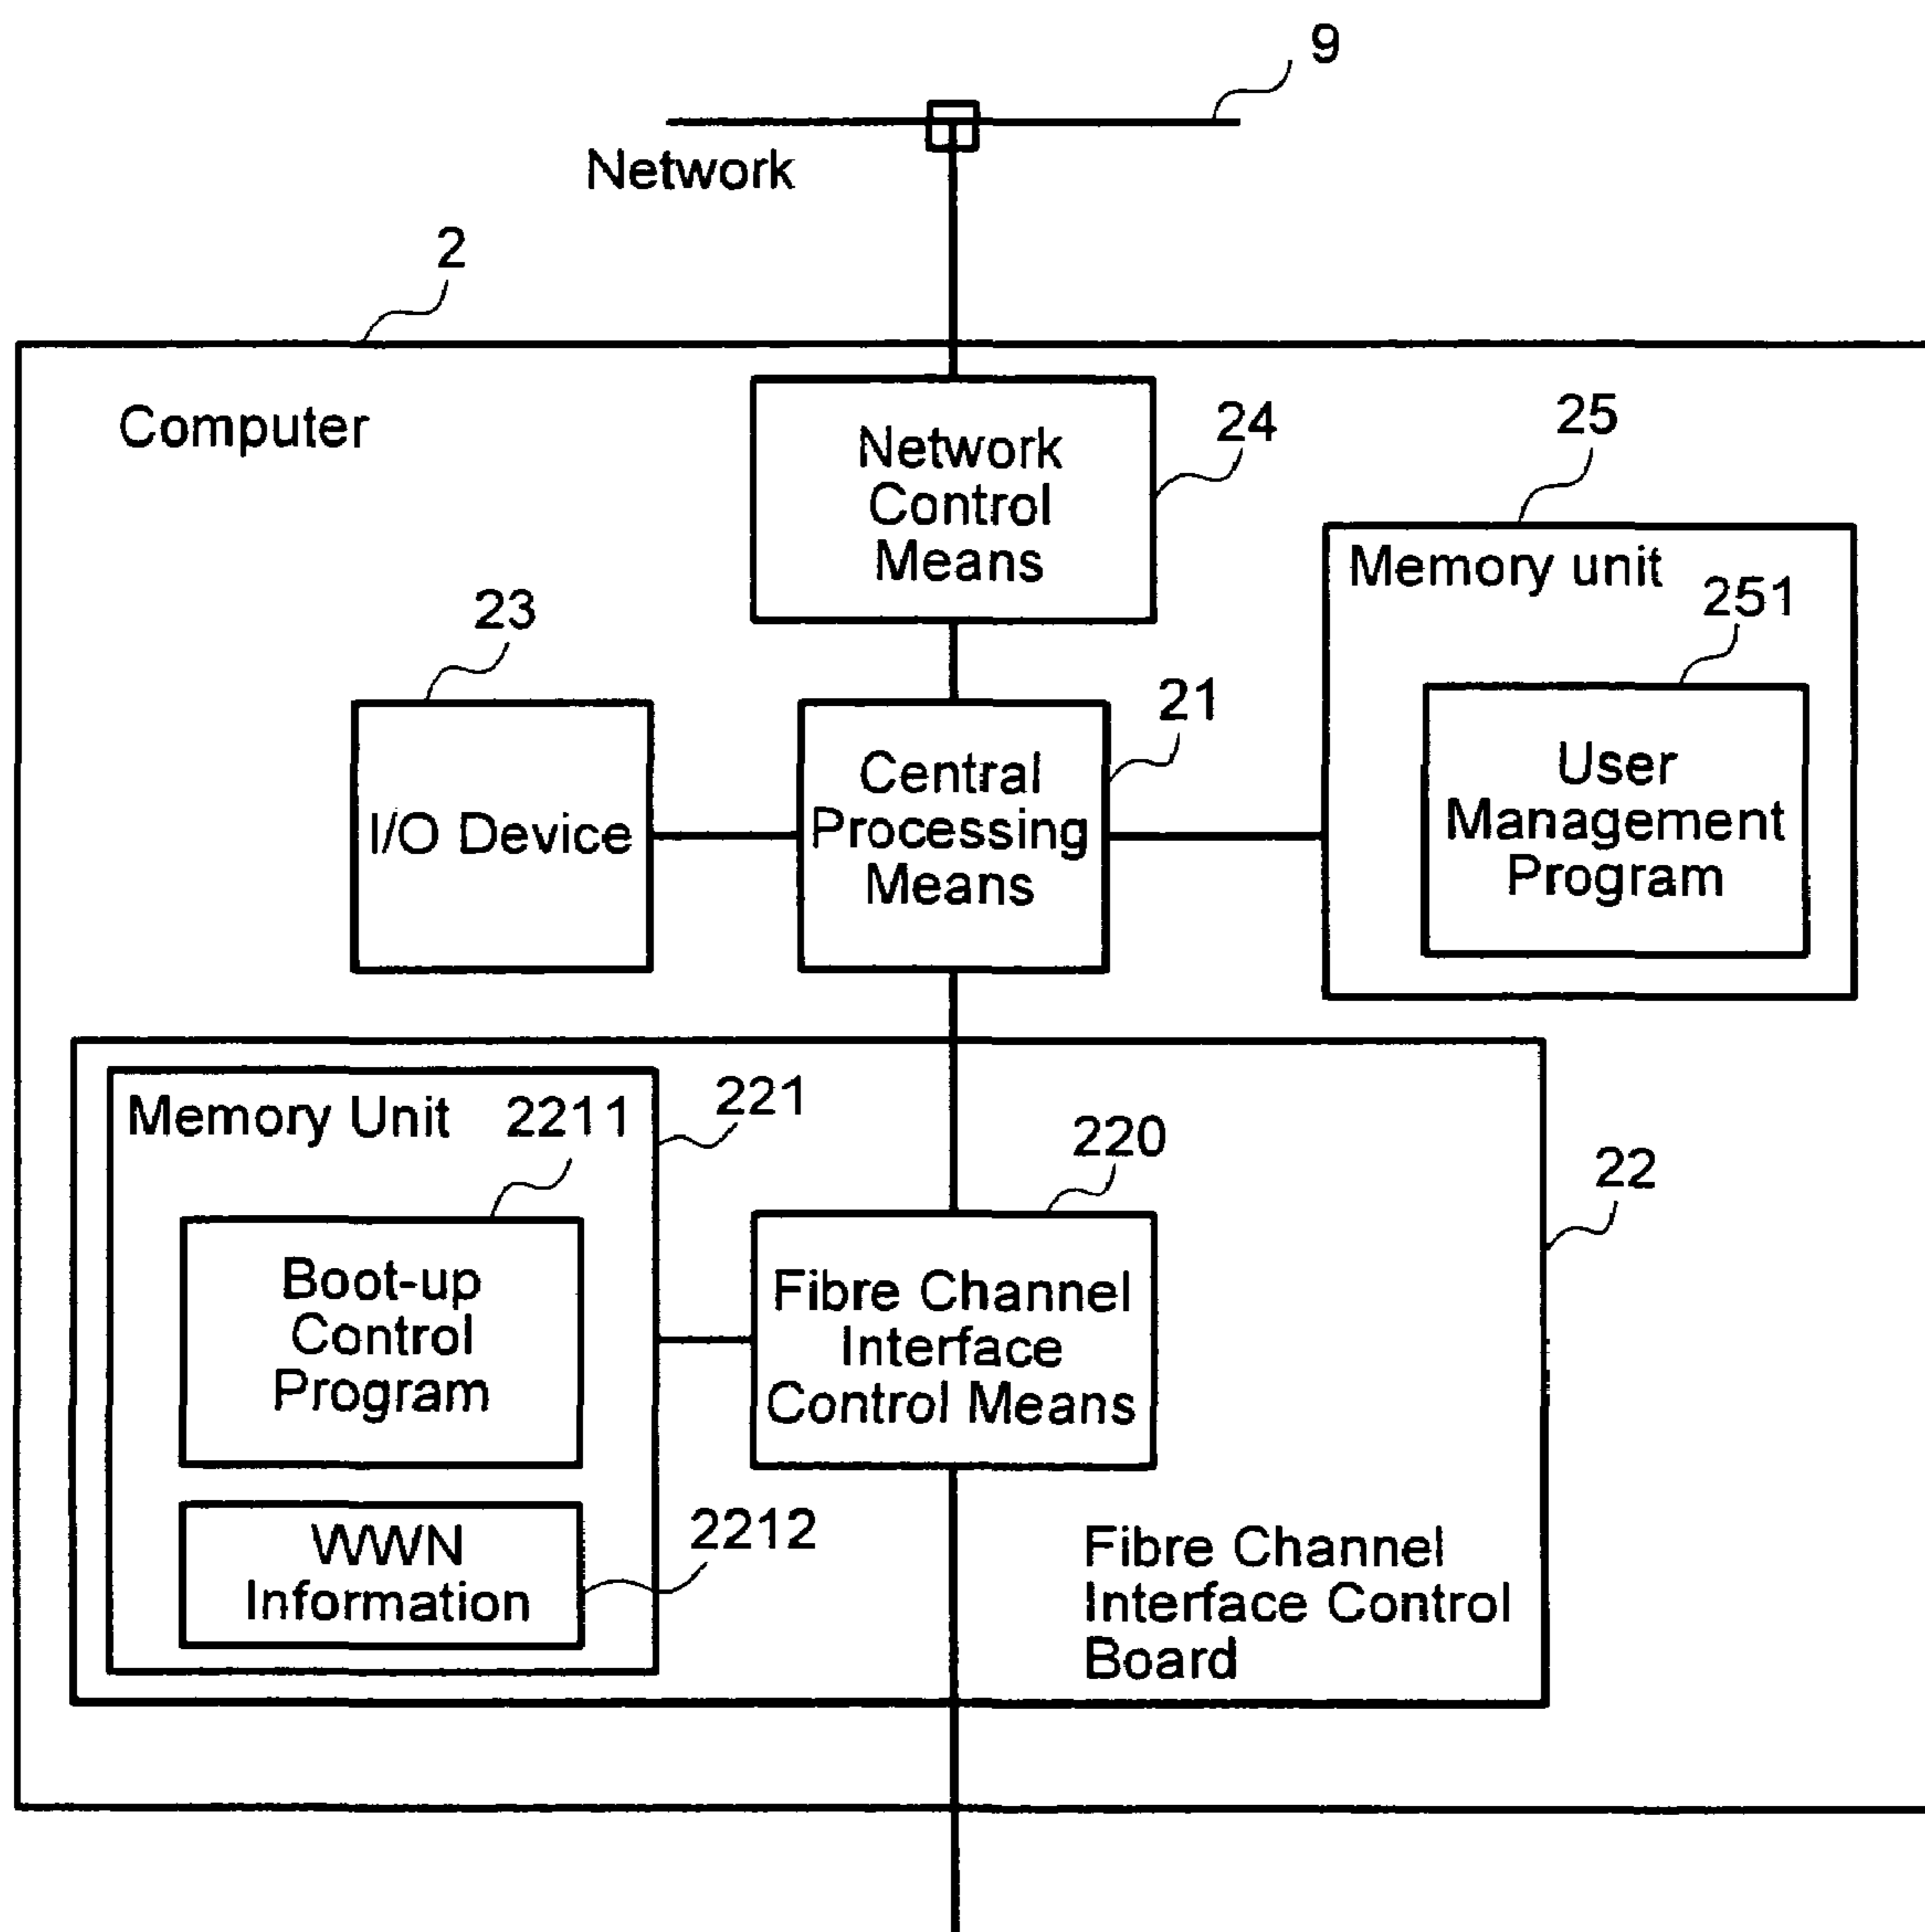 9
Network
2
Computer
Network
Control
Means
24
25
Memory unit
251
User
Management
Program
23
I/O Device
21
Central
Processing
Means
Memory Unit
2211
221
220
22
Boot-up
Control
Program
Fibre Channel
Interface
Control Means
WWN
Information
2212
Fibre Channel
Interface Control
Board